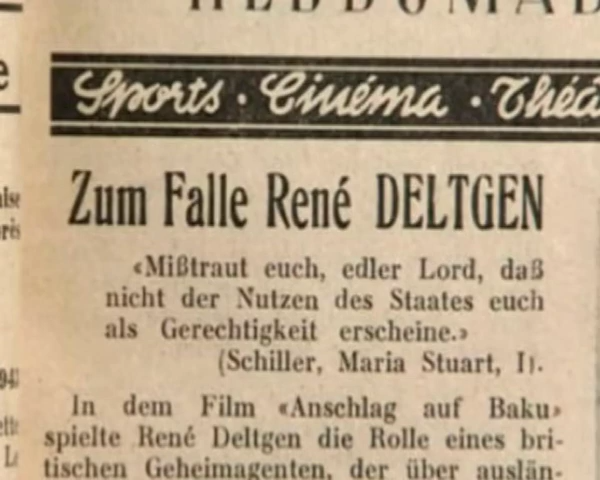 Sports · Cinéma ·
Zum Falle René DELTGEN
«Mißtraut euch, edler Lord, daß
nicht der Nutzen des Staates euch
als Gerechtigkeit erscheine.»
(Schiller, Maria Stuart, I).
In dem Film «Anschlag auf Baku»
spielte René Deltgen die Rolle eines bri-
tischen Geheimagenten, der über auslän-